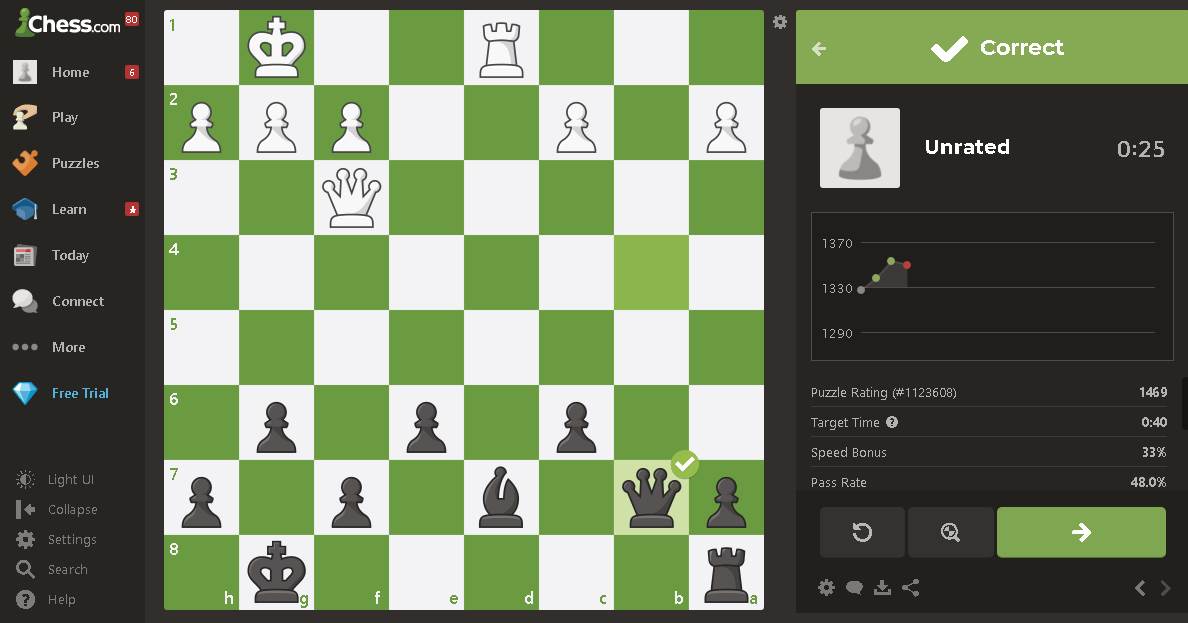 Chess.com 80
Home 6
Play
Puzzles
Learn
Today
Connect
More
Free Trial
Light UI
Collapse
Settings
Search
Help
1
2
3
4
5
6
7
8
h g f e d c b a
Correct
Unrated 0:25
1370
1330
1290
Puzzle Rating (#1123608) 1469
Target Time ? 0:40
Speed Bonus 33%
Pass Rate 48.0%